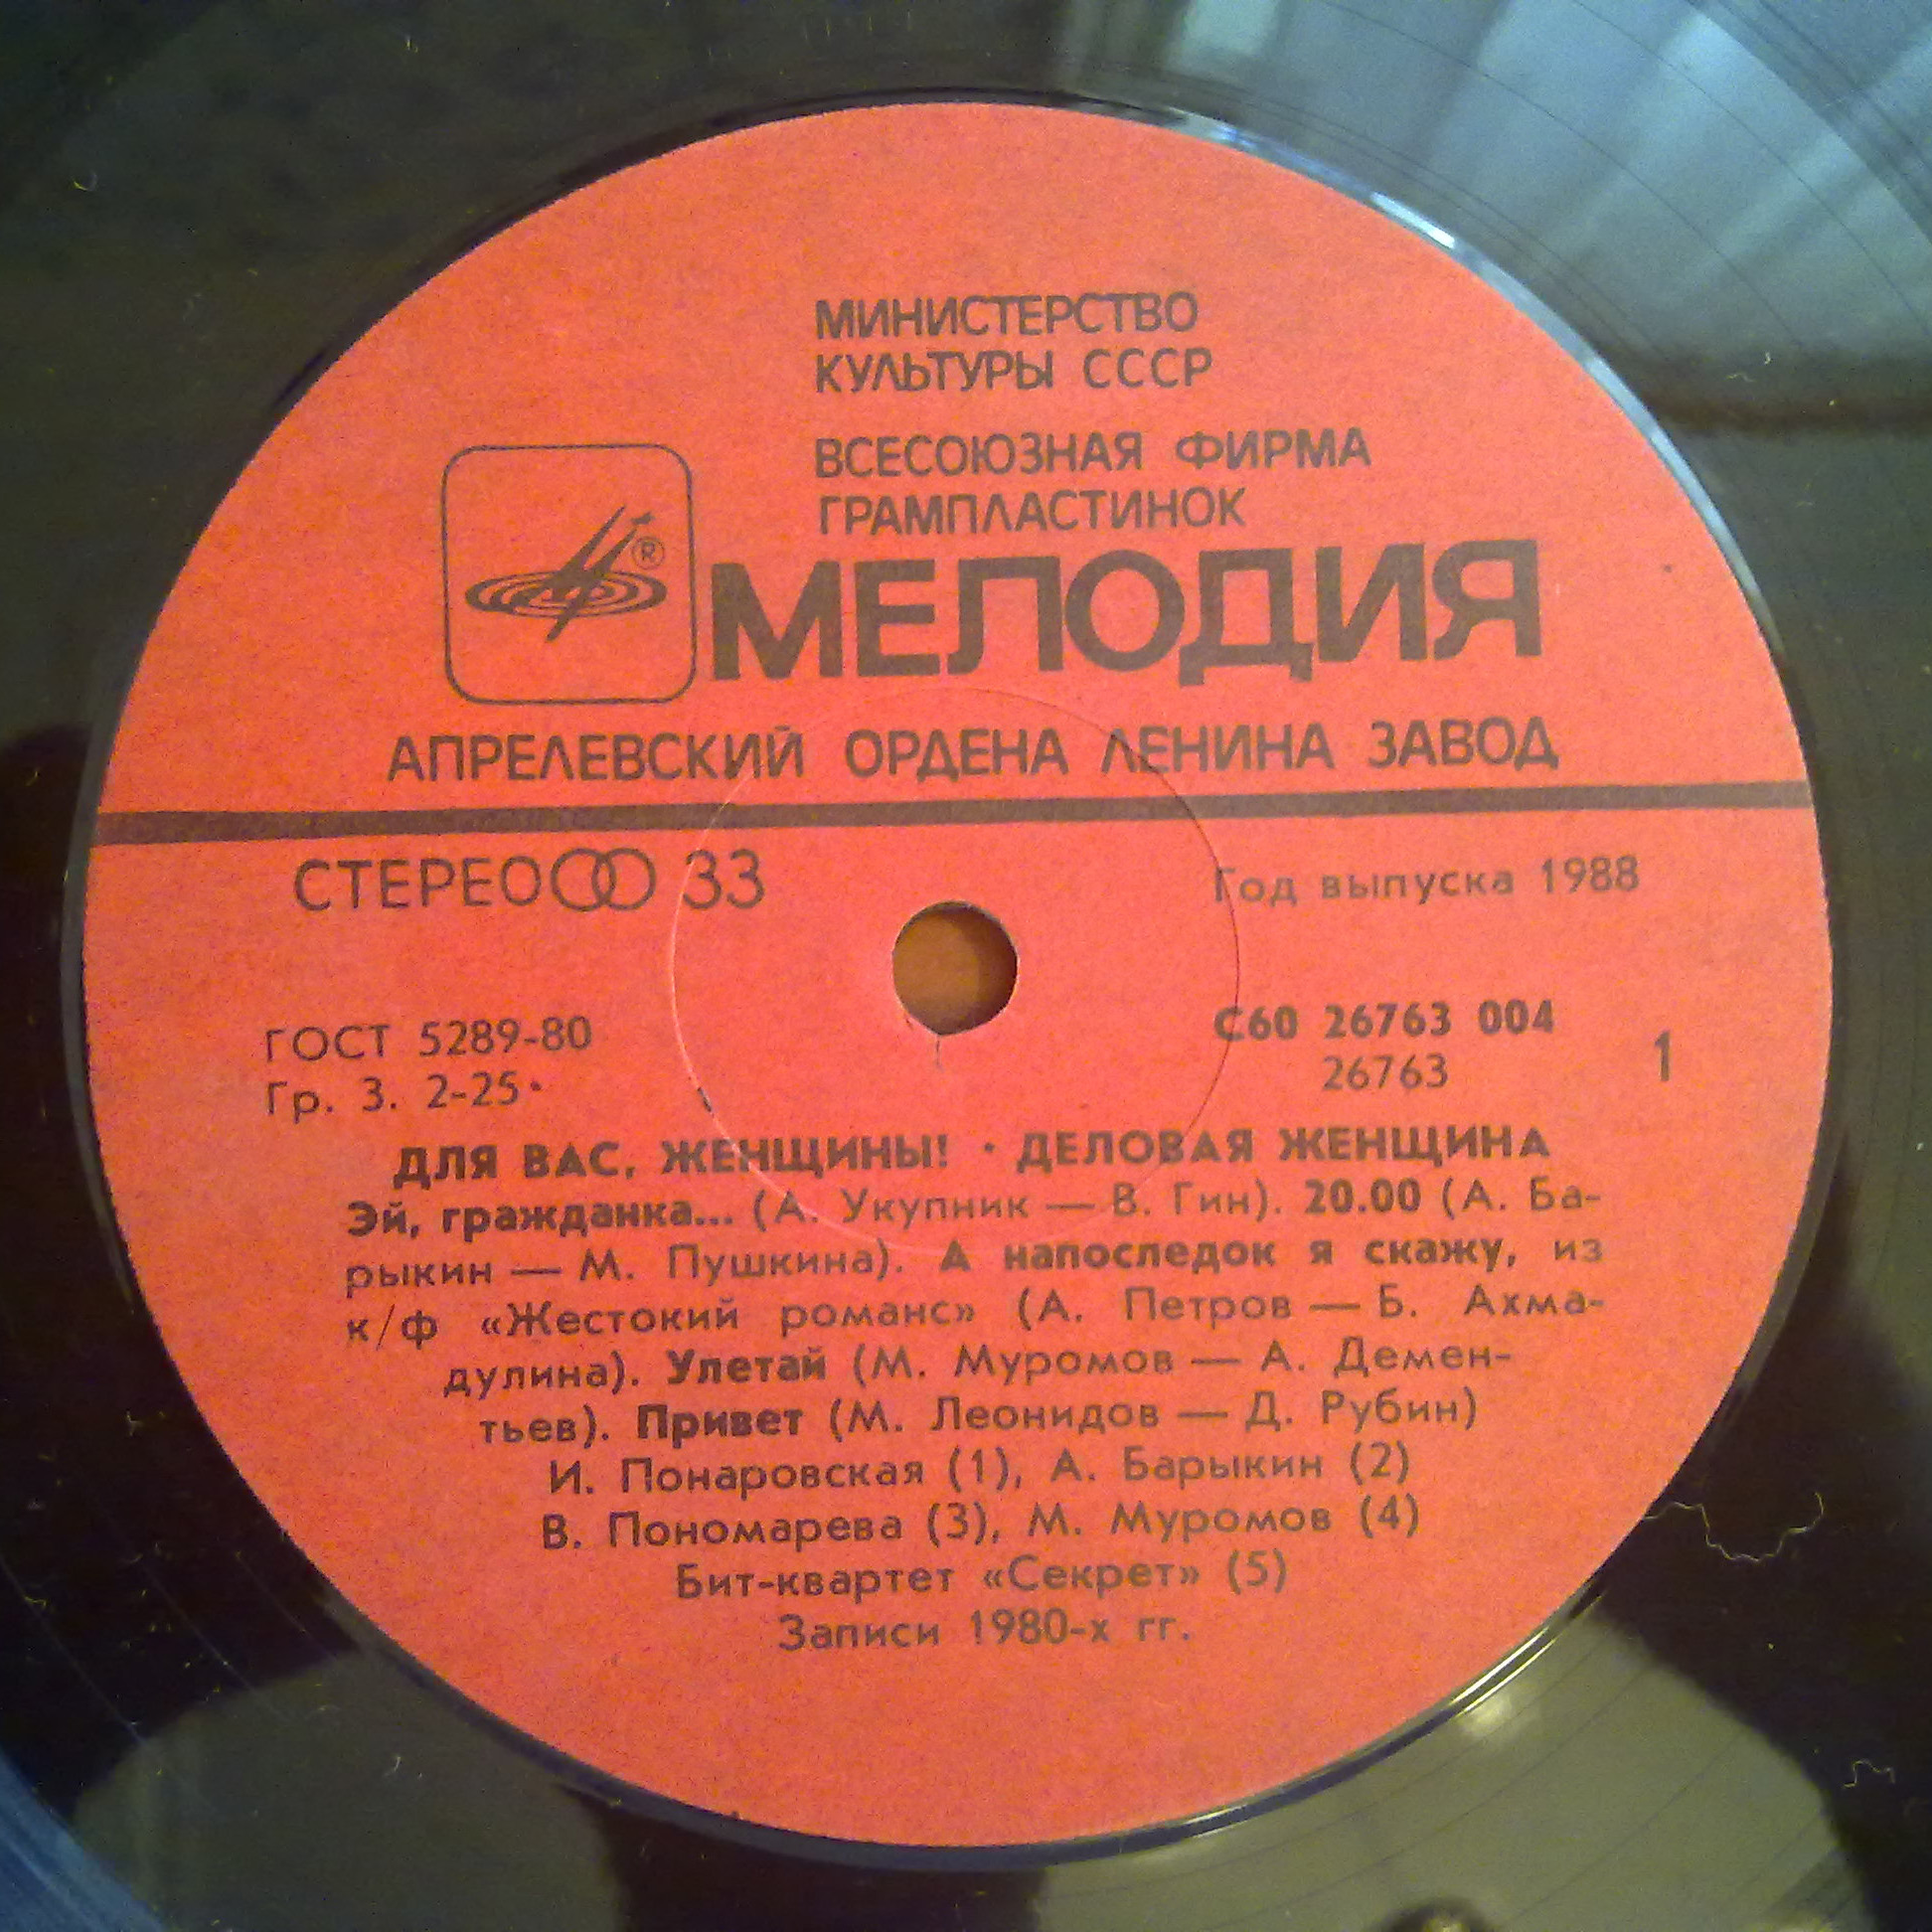 МИНИСТЕРСТВО
КУЛЬТУРЫ СССР
ВСЕСОЮЗНАЯ ФИРМА
ГРАМПЛАСТИНОК
®
МЕЛОДИЯ
АПРЕЛЕВСКИЙ ОРДЕНА ЛЕНИНА ЗАВОД
СТЕРЕО 33
Год выпуска 1988
ГОСТ 5289-80
Гр. 3. 2-25·
С60 26763 004
26763
1
ДЛЯ ВАС, ЖЕНЩИНЫ! · ДЕЛОВАЯ ЖЕНЩИНА
Эй, гражданка... (А. Укупник — В. Гин). 20.00 (А. Ба-
рыкин — М. Пушкина). А напоследок я скажу, из
к/ф «Жестокий романс» (А. Петров — Б. Ахма-
дулина). Улетай (М. Муромов — А. Демен-
тьев). Привет (М. Леонидов — Д. Рубин)
И. Понаровская (1), А. Барыкин (2)
В. Пономарева (3), М. Муромов (4)
Бит-квартет «Секрет» (5)
Записи 1980-х гг.